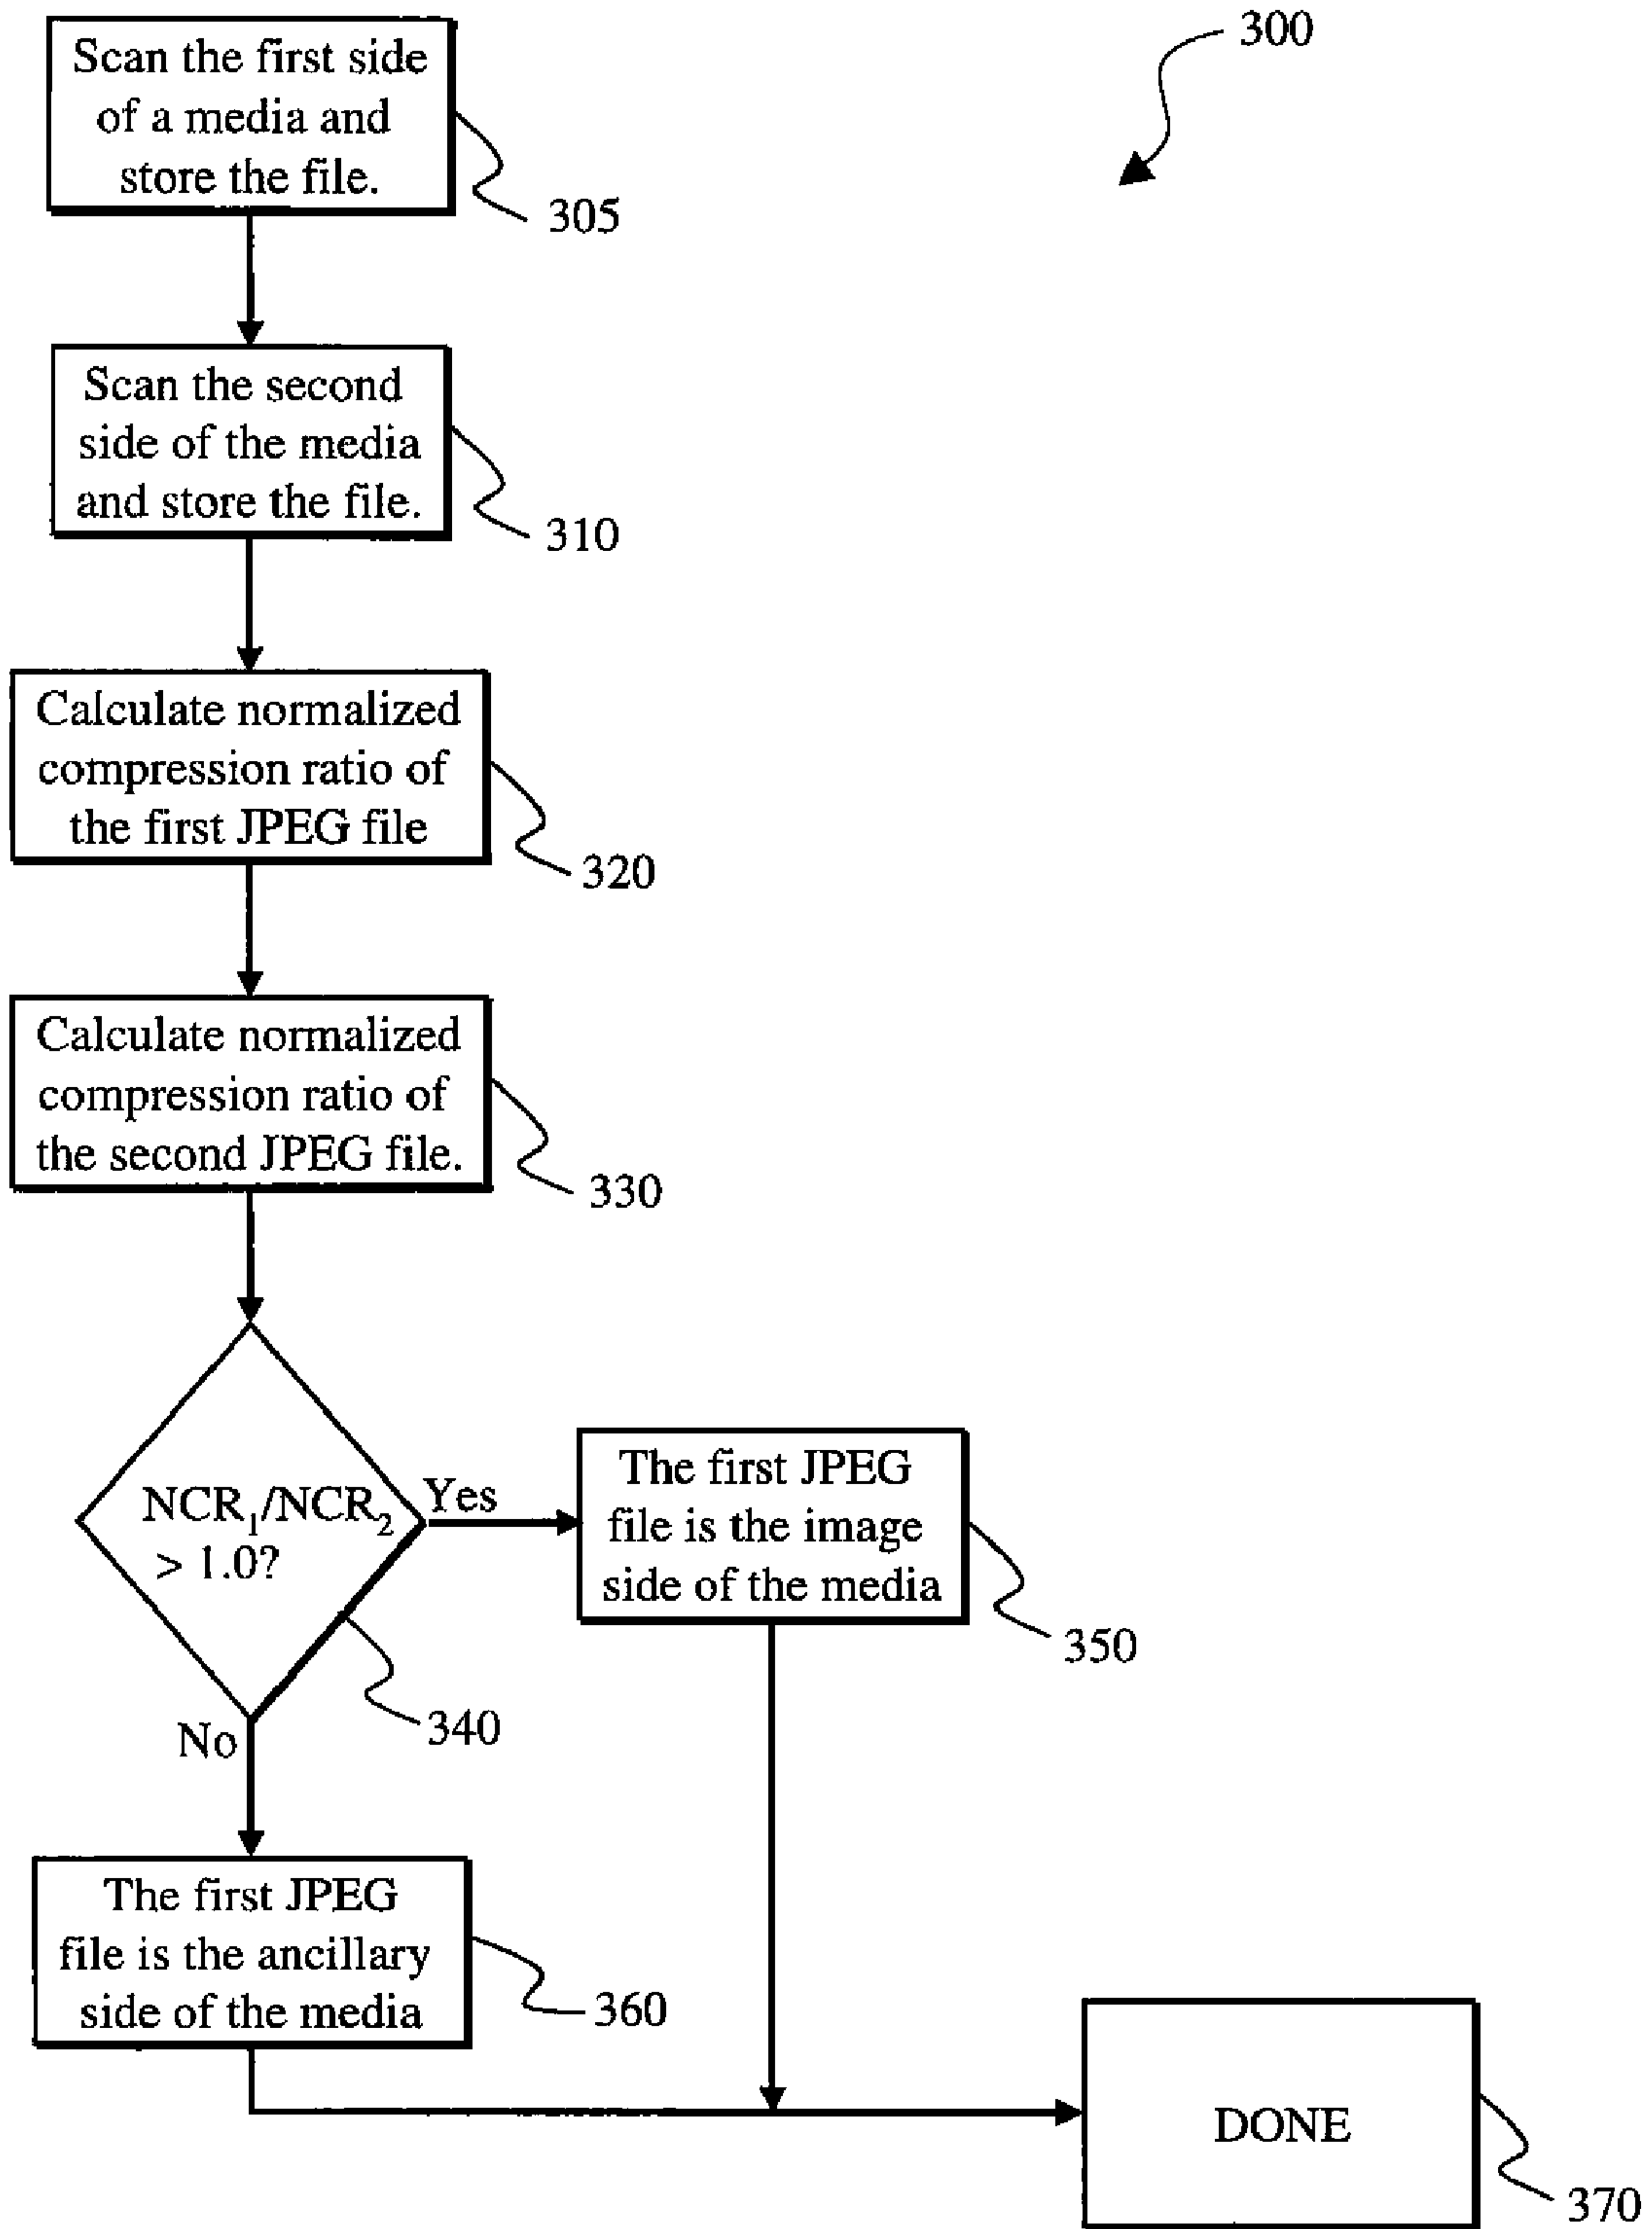 300
Scan the first side
of a media and
store the file.
305
Scan the second
side of the media
and store the file.
310
Calculate normalized
compression ratio of
the first JPEG file
320
Calculate normalized
compression ratio of
the second JPEG file.
330
NCR1/NCR2
> 1.0?
Yes
No
340
The first JPEG
file is the image
side of the media
350
The first JPEG
file is the ancillary
side of the media
360
DONE
370